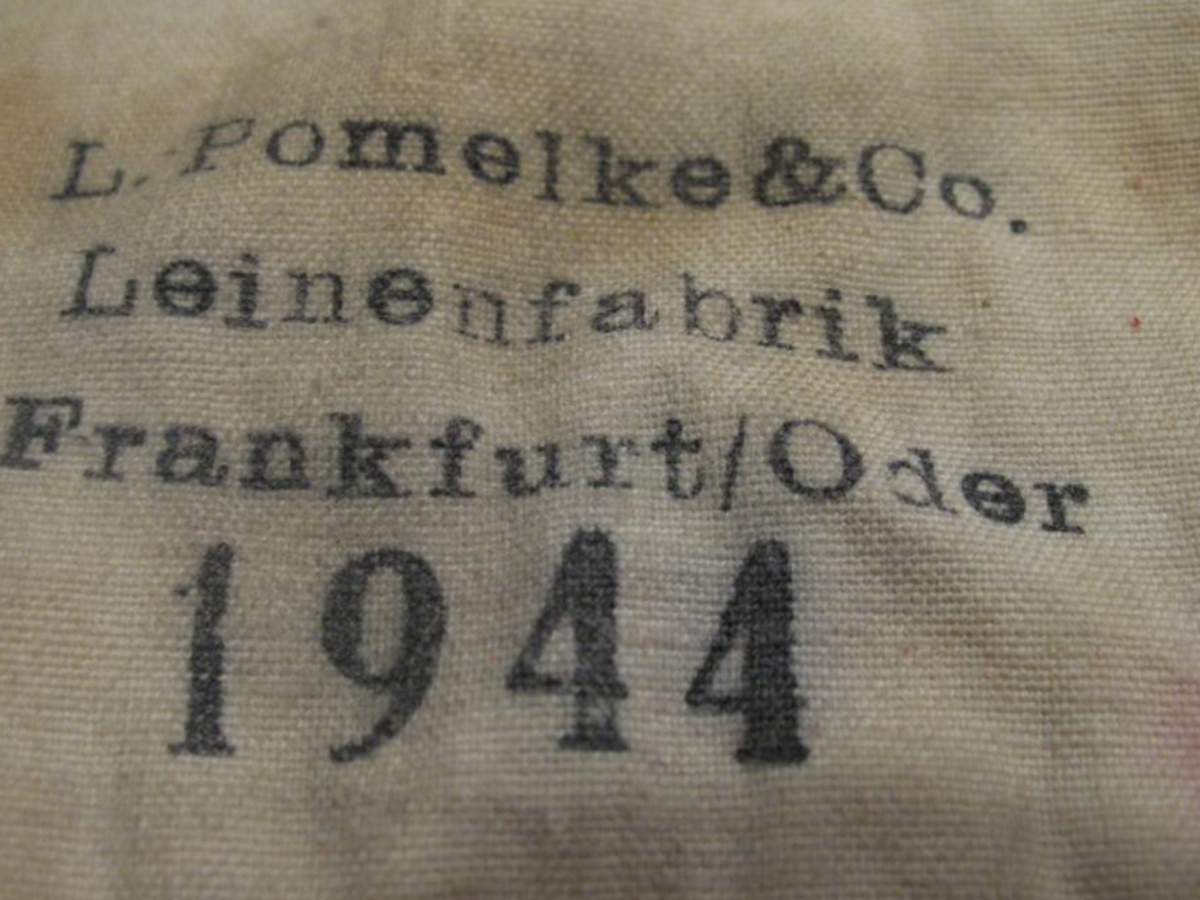 L. Pomelke & Co.
Leinenfabrik
Frankfurt/Oder
1944